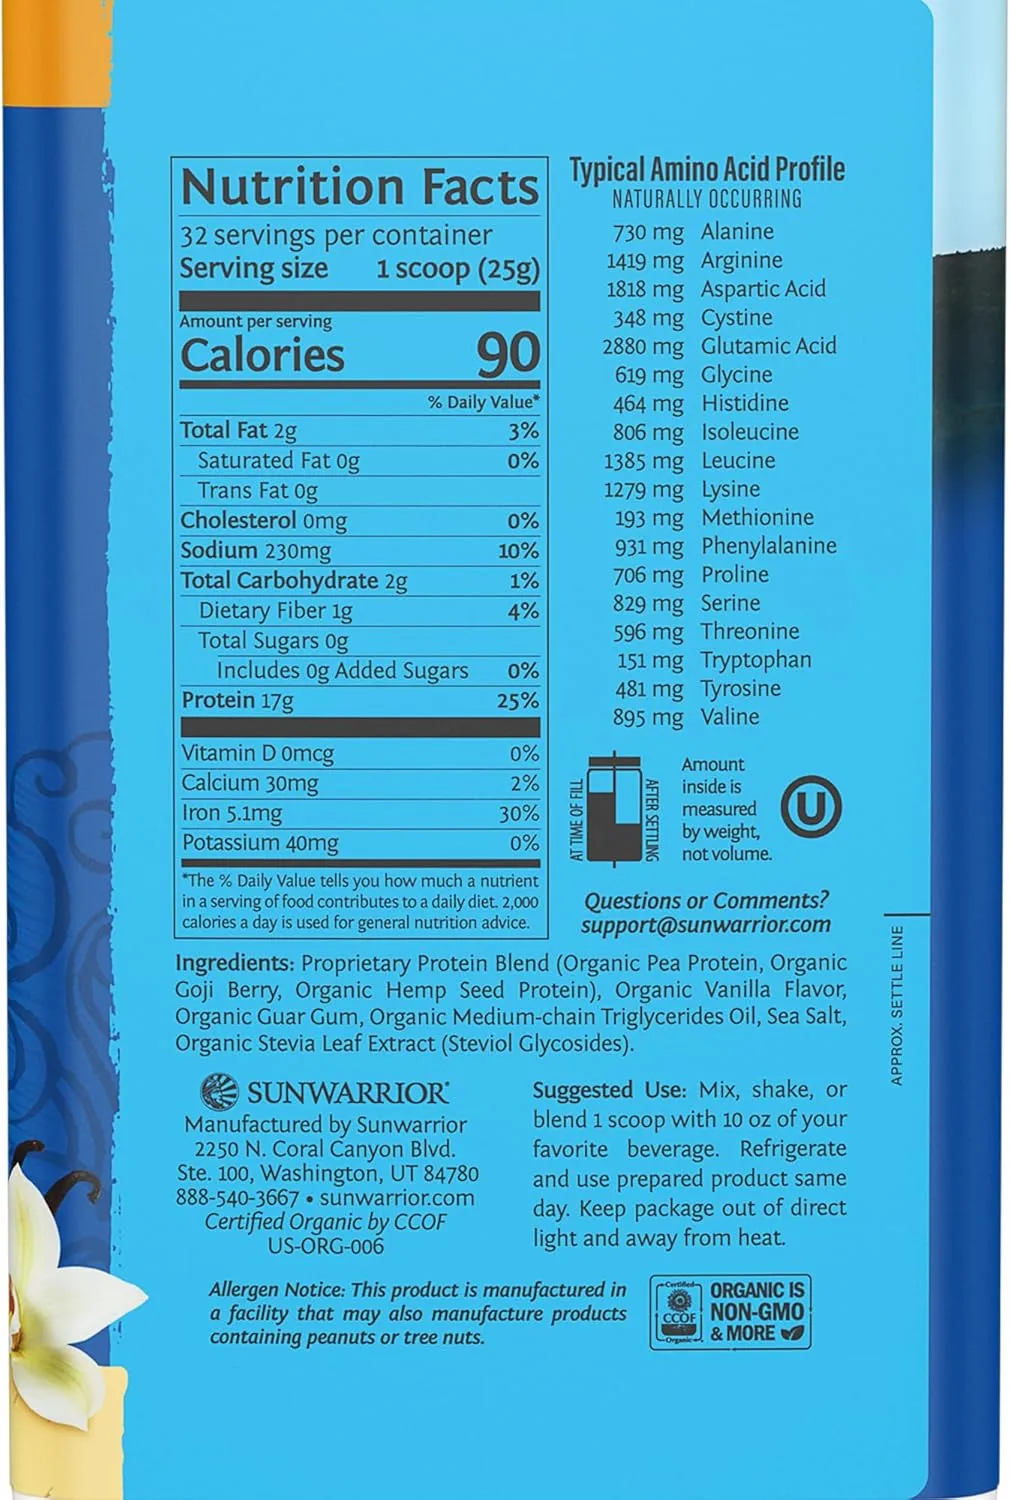 Nutrition Facts
32 servings per container
Serving size 1 scoop (25g)
Amount per serving
Calories 90
% Daily Value*
Total Fat 2g 3%
Saturated Fat 0g 0%
Trans Fat 0g
Cholesterol 0mg 0%
Sodium 230mg 10%
Total Carbohydrate 2g 1%
Dietary Fiber 1g 4%
Total Sugars 0g
Includes 0g Added Sugars 0%
Protein 17g 25%
Vitamin D 0mcg 0%
Calcium 30mg 2%
Iron 5.1mg 30%
Potassium 40mg 0%
*The % Daily Value tells you how much a nutrient
in a serving of food contributes to a daily diet. 2,000
calories a day is used for general nutrition advice.
Typical Amino Acid Profile
NATURALLY OCCURRING
730 mg Alanine
1419 mg Arginine
1818 mg Aspartic Acid
348 mg Cystine
2880 mg Glutamic Acid
619 mg Glycine
464 mg Histidine
806 mg Isoleucine
1385 mg Leucine
1279 mg Lysine
193 mg Methionine
931 mg Phenylalanine
706 mg Proline
829 mg Serine
596 mg Threonine
151 mg Tryptophan
481 mg Tyrosine
895 mg Valine
AT TIME OF FILL
AFTER SETTLING
Amount
inside is
measured
by weight,
not volume.
U
Questions or Comments?
support@sunwarrior.com
APPROX. SETTLE LINE
Ingredients: Proprietary Protein Blend (Organic Pea Protein, Organic
Goji Berry, Organic Hemp Seed Protein), Organic Vanilla Flavor,
Organic Guar Gum, Organic Medium-chain Triglycerides Oil, Sea Salt,
Organic Stevia Leaf Extract (Steviol Glycosides).
SUNWARRIOR®
Manufactured by Sunwarrior
2250 N. Coral Canyon Blvd.
Ste. 100, Washington, UT 84780
888-540-3667 • sunwarrior.com
Certified Organic by CCOF
US-ORG-006
Suggested Use: Mix, shake, or
blend 1 scoop with 10 oz of your
favorite beverage. Refrigerate
and use prepared product same
day. Keep package out of direct
light and away from heat.
Allergen Notice: This product is manufactured in
a facility that may also manufacture products
containing peanuts or tree nuts.
Certified
CCOF
Organic
ORGANIC IS
NON-GMO
& MORE